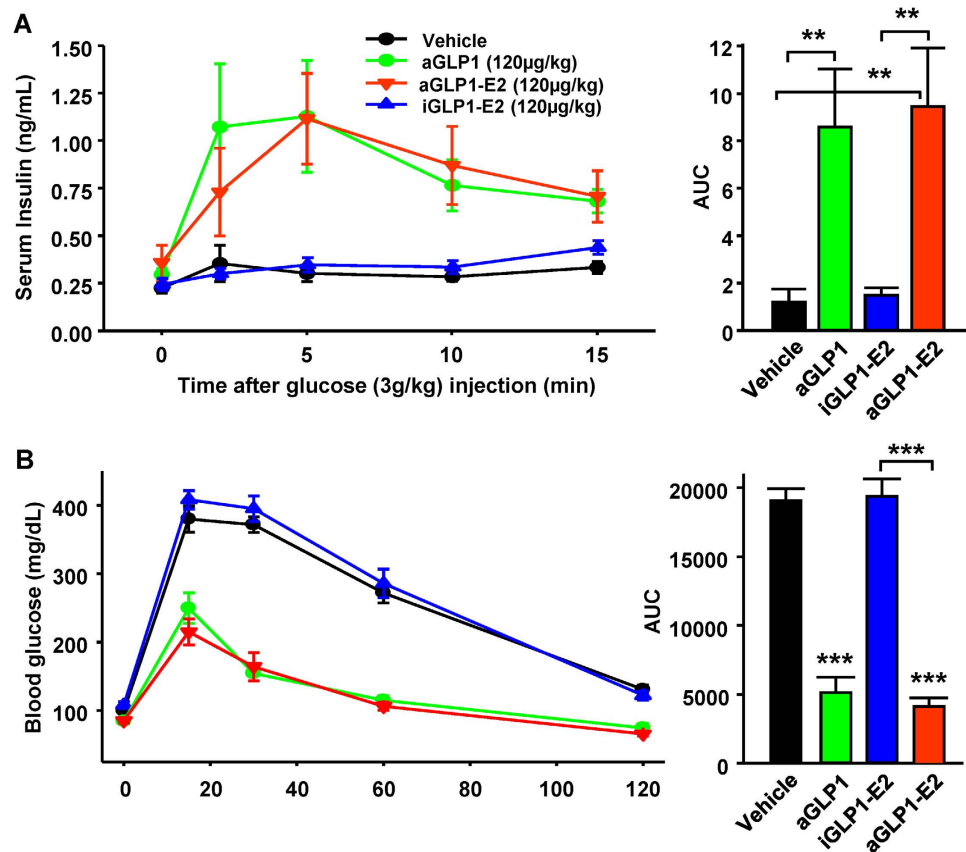 A
Serum Insulin (ng/mL)
1.50
1.25
1.00
0.75
0.50
0.25
0.00
0
5
10
15
Time after glucose (3g/kg) injection (min)
Vehicle
aGLP1 (120µg/kg)
aGLP1-E2 (120µg/kg)
iGLP1-E2 (120µg/kg)
AUC
12
10
8
6
4
2
0
**
**
**
Vehicle
aGLP1
iGLP1-E2
aGLP1-E2
B
Blood glucose (mg/dL)
400
300
200
100
0
20
40
60
80
100
120
AUC
20000
15000
10000
5000
0
***
***
***
Vehicle
aGLP1
iGLP1-E2
aGLP1-E2